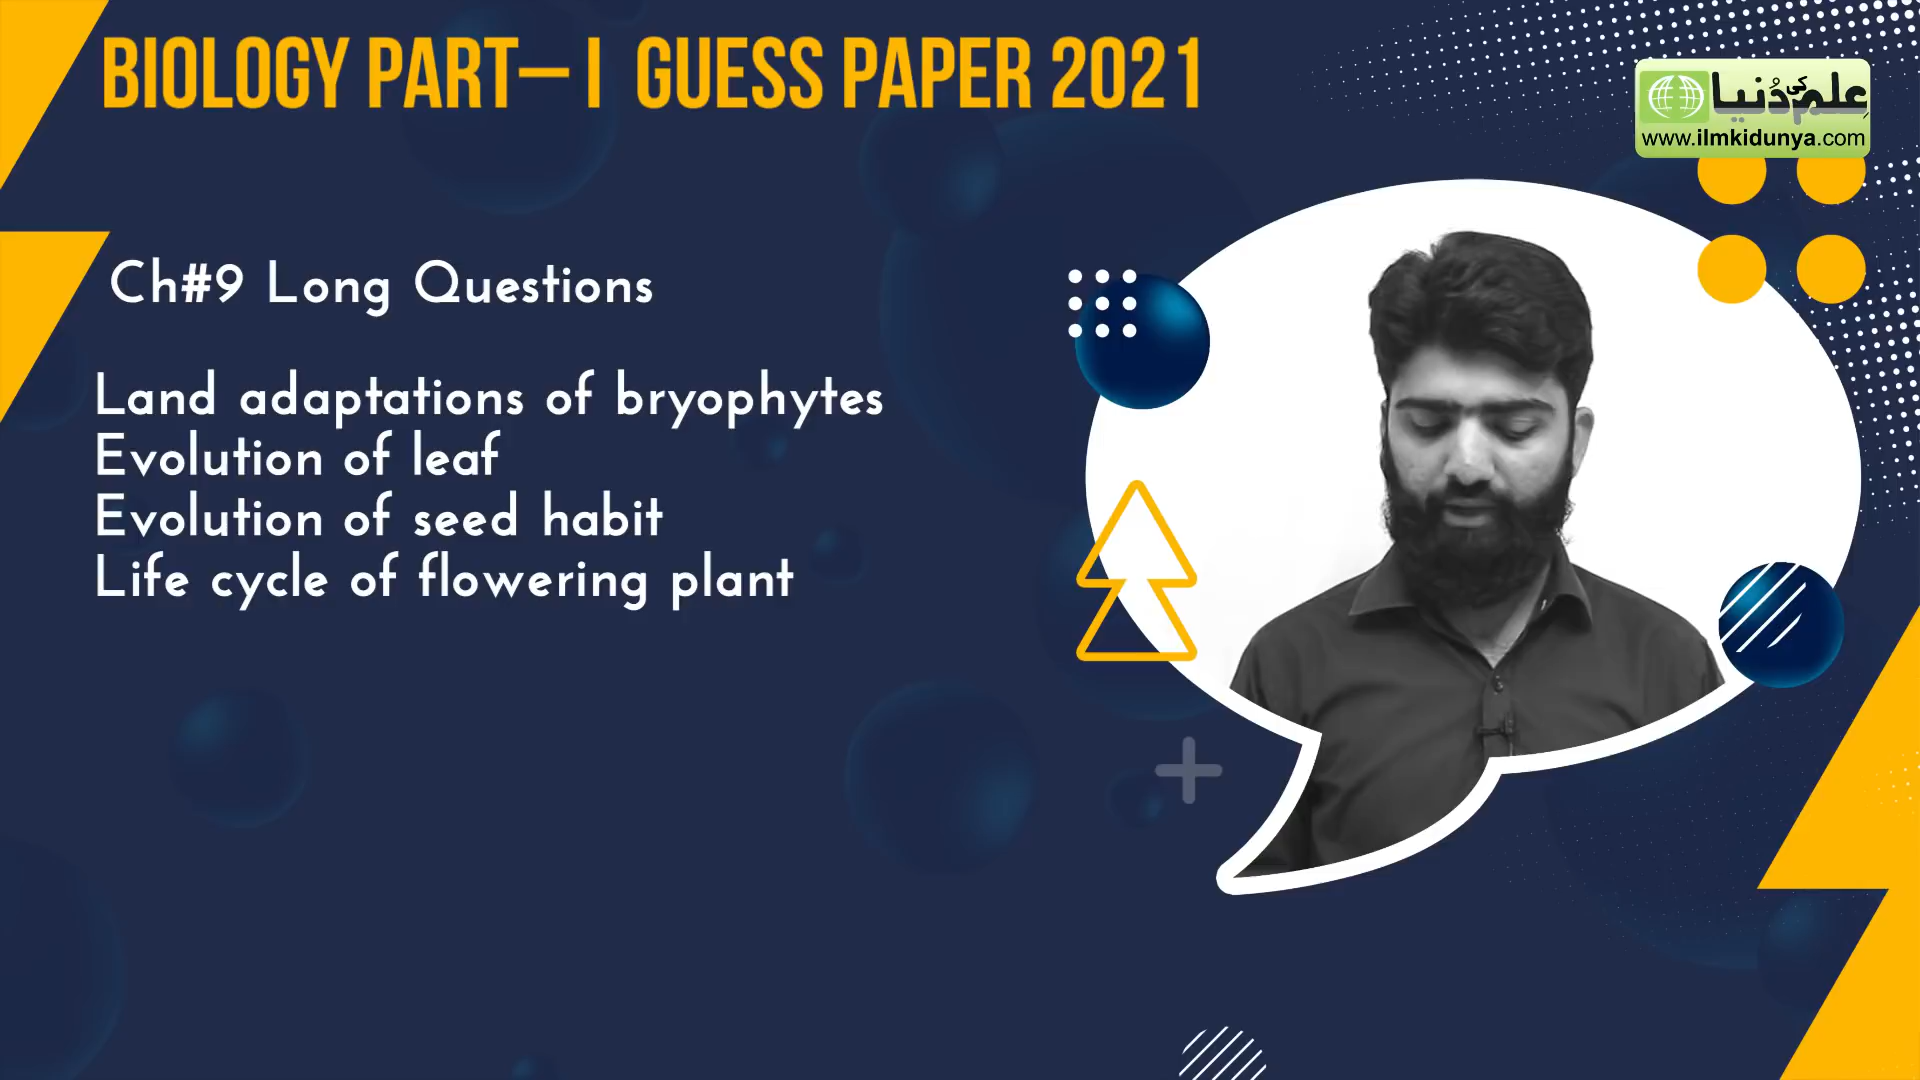 BIOLOGY PART–I GUESS PAPER 2021
علم کی دُنیا
www.ilmkidunya.com
Ch#9 Long Questions
Land adaptations of bryophytes
Evolution of leaf
Evolution of seed habit
Life cycle of flowering plant